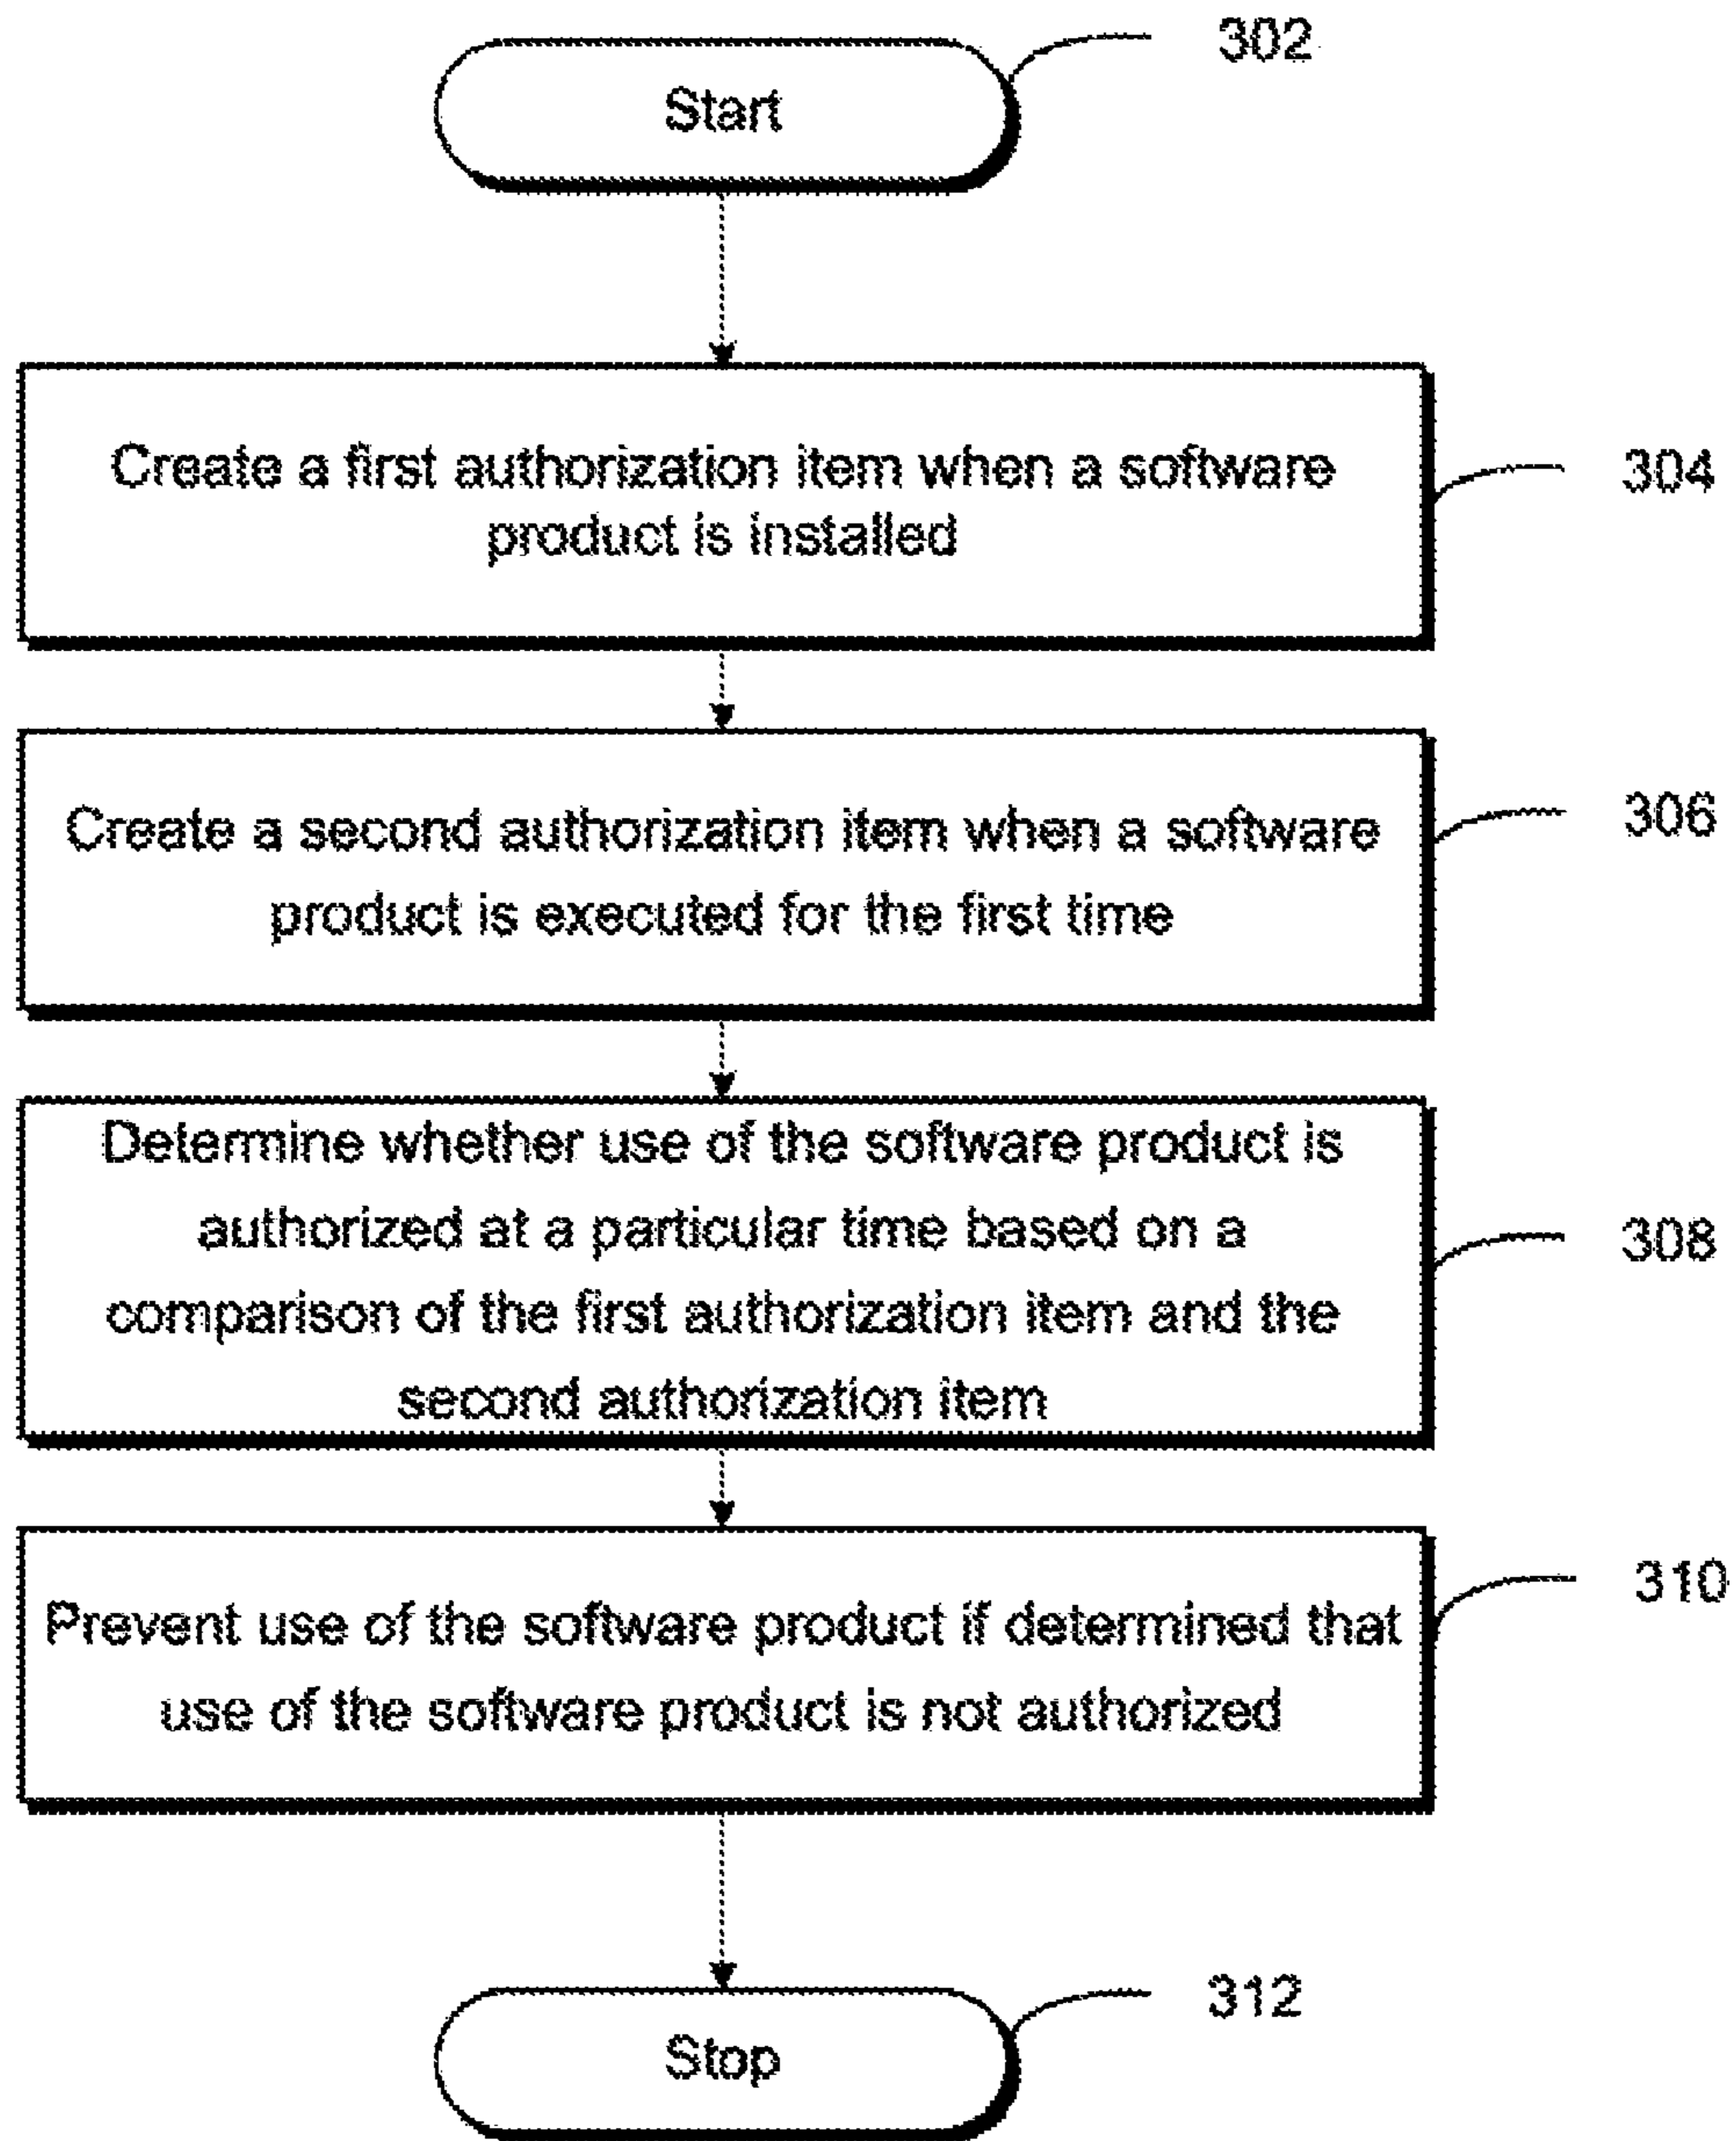 302
Start
Create a first authorization item when a software
product is installed
304
Create a second authorization item when a software
product is executed for the first time
306
Determine whether use of the software product is
authorized at a particular time based on a
comparison of the first authorization item and the
second authorization item
308
Prevent use of the software product if determined that
use of the software product is not authorized
310
312
Stop